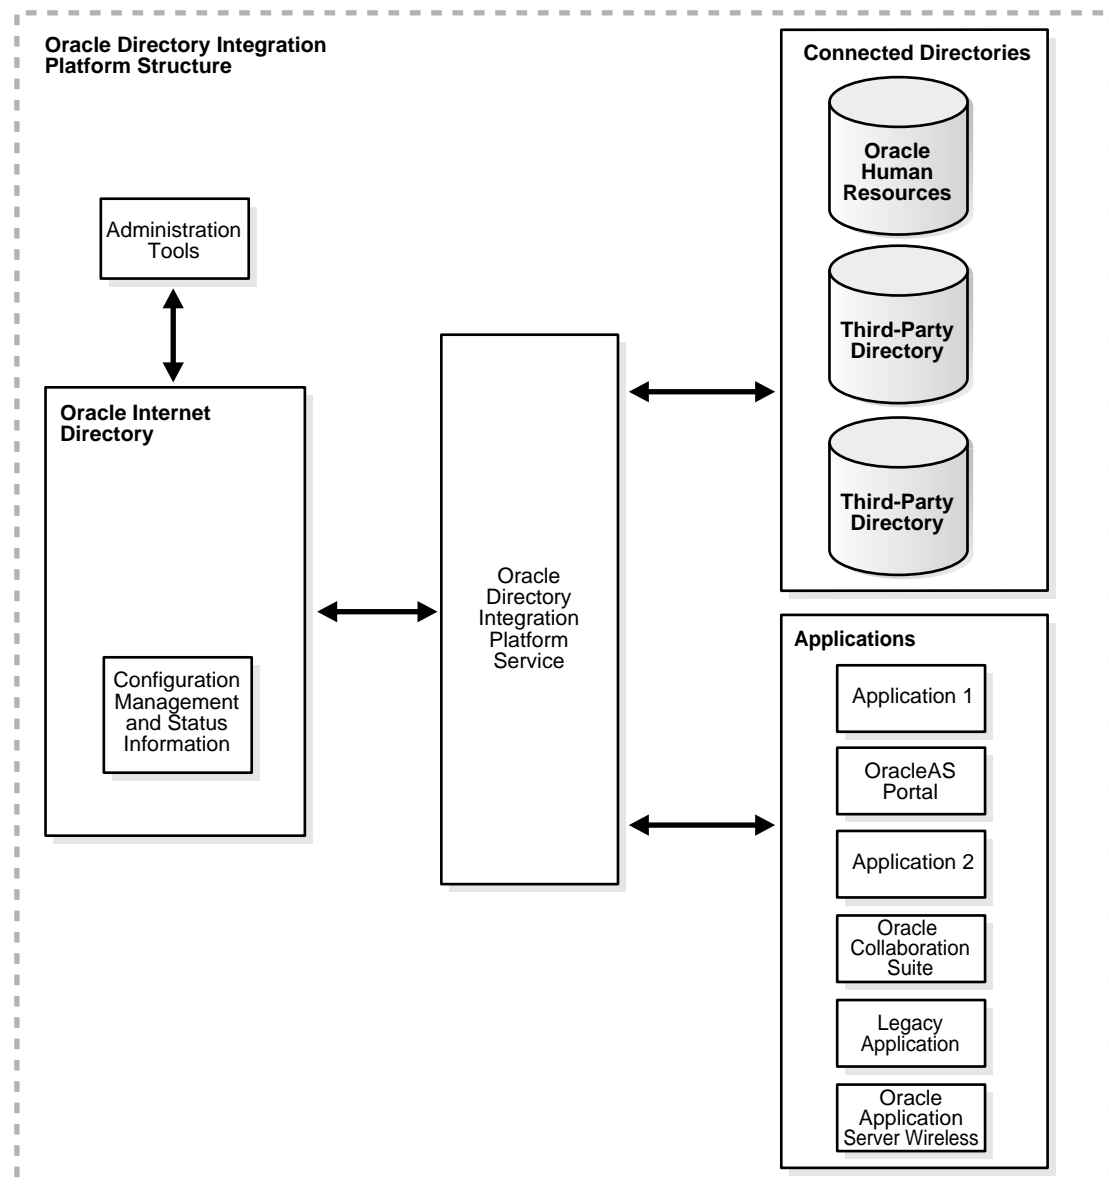 Oracle Directory Integration
Platform Structure
Administration
Tools
Oracle Internet
Directory
Configuration
Management
and Status
Information
Oracle
Directory
Integration
Platform
Service
Connected Directories
Oracle
Human
Resources
Third-Party
Directory
Third-Party
Directory
Applications
Application 1
OracleAS
Portal
Application 2
Oracle
Collaboration
Suite
Legacy
Application
Oracle
Application
Server Wireless